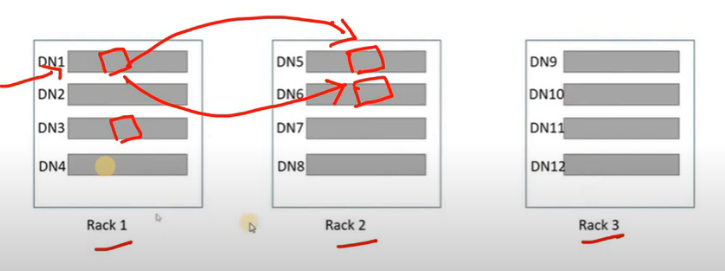 DN1
DN2
DN3
DN4
Rack 1
DN5
DN6
DN7
DN8
Rack 2
DN9
DN10
DN11
DN12
Rack 3